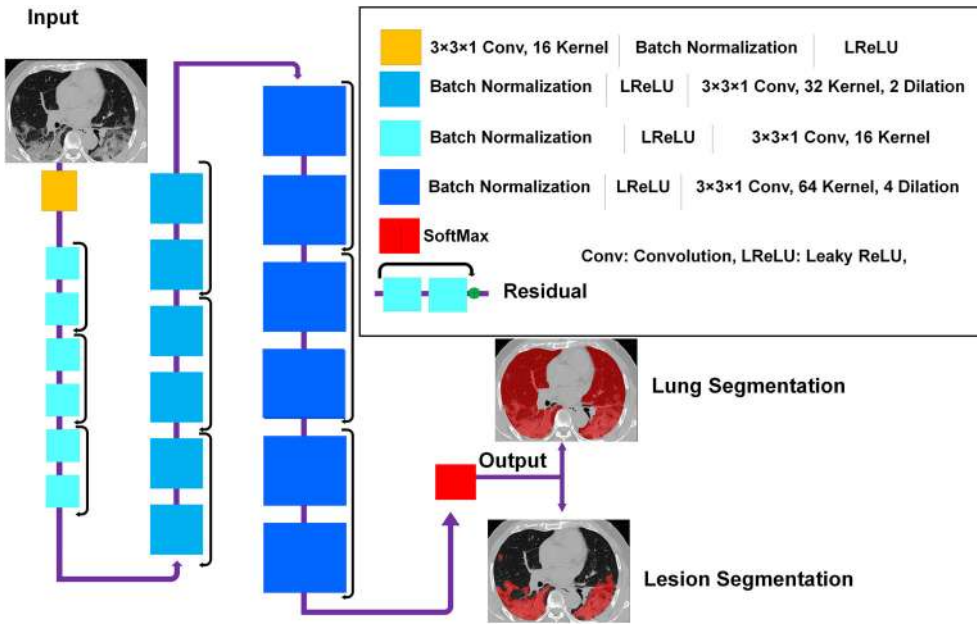 Input
3×3×1 Conv, 16 Kernel | Batch Normalization | LReLU
Batch Normalization | LReLU | 3×3×1 Conv, 32 Kernel, 2 Dilation
Batch Normalization | LReLU | 3×3×1 Conv, 16 Kernel
Batch Normalization | LReLU | 3×3×1 Conv, 64 Kernel, 4 Dilation
SoftMax
Conv: Convolution, LReLU: Leaky ReLU,
Residual
Lung Segmentation
Output
Lesion Segmentation